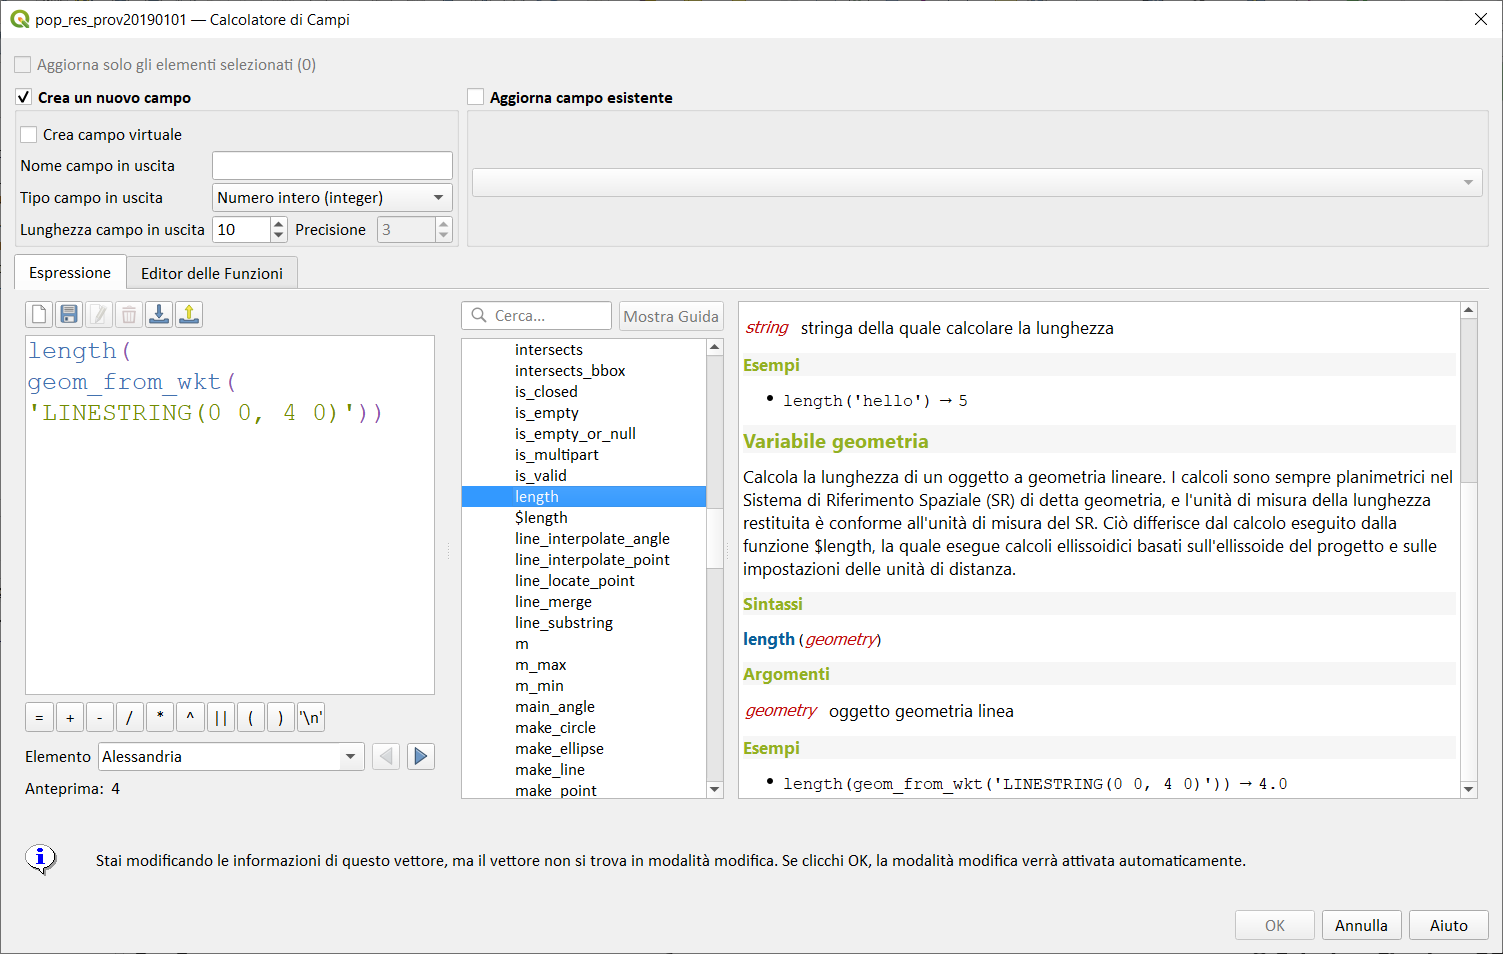 pop_res_prov20190101 — Calcolatore di Campi
Aggiorna solo gli elementi selezionati (0)
Crea un nuovo campo
Aggiorna campo esistente
Crea campo virtuale
Nome campo in uscita
Tipo campo in uscita Numero intero (integer)
Lunghezza campo in uscita 10 Precisione 3
Espressione Editor delle Funzioni
length(
geom_from_wkt(
'LINESTRING(0 0, 4 0)'))
= + - / * ^ || ( ) '\n'
Elemento Alessandria
Anteprima: 4
Cerca... Mostra Guida
intersects
intersects_bbox
is_closed
is_empty
is_empty_or_null
is_multipart
is_valid
length
$length
line_interpolate_angle
line_interpolate_point
line_locate_point
line_merge
line_substring
m
m_max
m_min
main_angle
make_circle
make_ellipse
make_line
make_point
string stringa della quale calcolare la lunghezza
Esempi
• length('hello') → 5
Variabile geometria
Calcola la lunghezza di un oggetto a geometria lineare. I calcoli sono sempre planimetrici nel
Sistema di Riferimento Spaziale (SR) di detta geometria, e l'unità di misura della lunghezza
restituita è conforme all'unità di misura del SR. Ciò differisce dal calcolo eseguito dalla
funzione $length, la quale esegue calcoli ellissoidici basati sull'ellissoide del progetto e sulle
impostazioni delle unità di distanza.
Sintassi
length(geometry)
Argomenti
geometry oggetto geometria linea
Esempi
• length(geom_from_wkt('LINESTRING(0 0, 4 0)')) → 4.0
Stai modificando le informazioni di questo vettore, ma il vettore non si trova in modalità modifica. Se clicchi OK, la modalità modifica verrà attivata automaticamente.
OK Annulla Aiuto